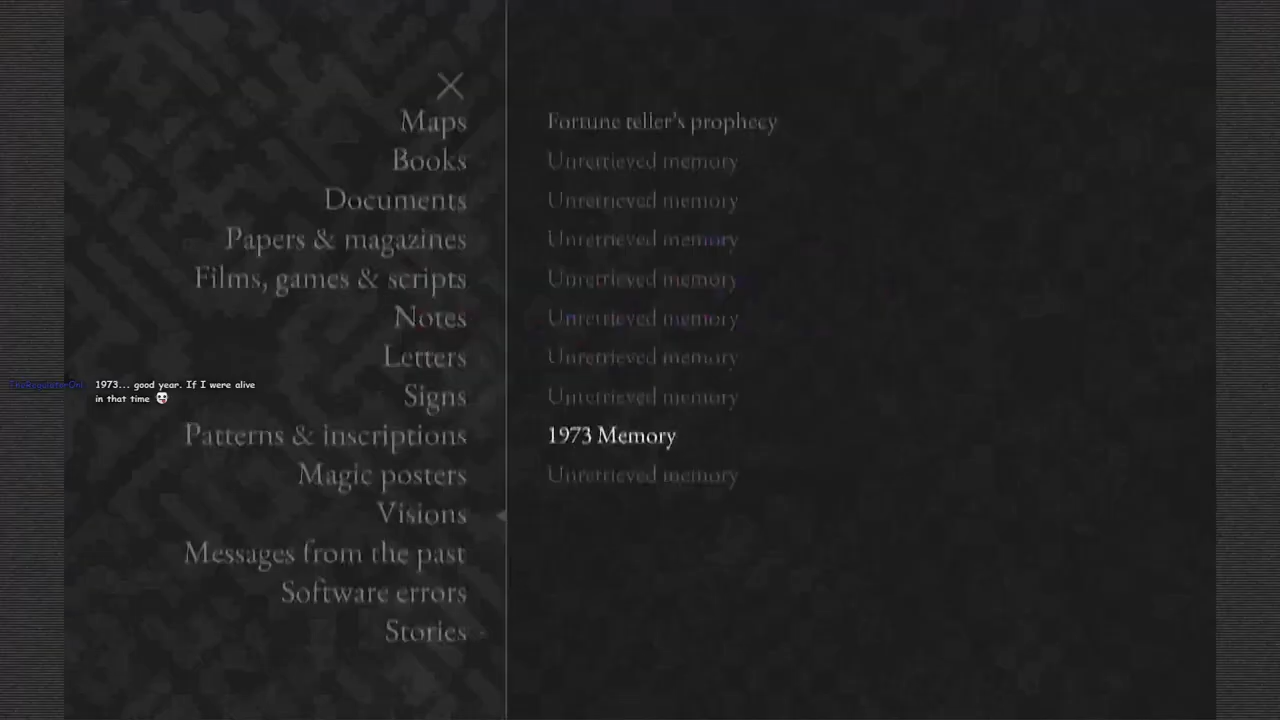 Maps
Books
Documents
Papers & magazines
Films, games & scripts
Notes
Letters
Signs
Patterns & inscriptions
Magic posters
Visions
Messages from the past
Software errors
Stories
Fortune teller's prophecy
Unretrieved memory
Unretrieved memory
Unretrieved memory
Unretrieved memory
Unretrieved memory
Unretrieved memory
Unretrieved memory
1973 Memory
Unretrieved memory
1973... good year. If I were alive
in that time